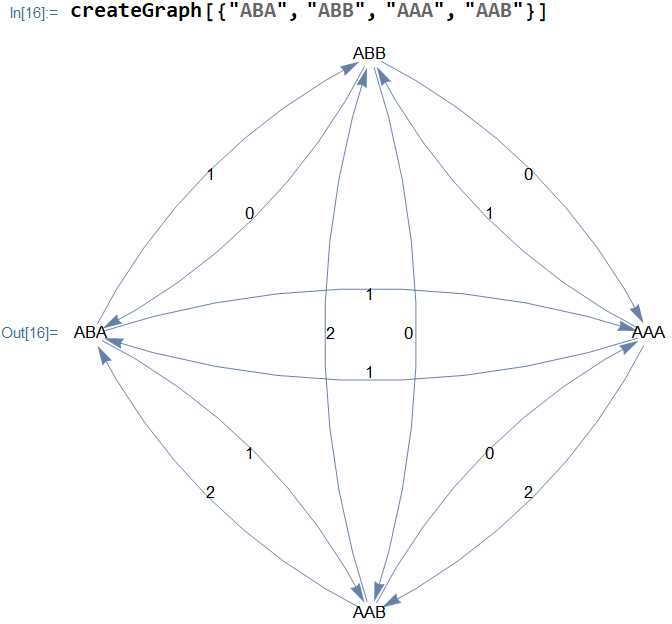 In[16]:= createGraph[{"ABA", "ABB", "AAA", "AAB"}]
ABB
1
0
0
1
1
Out[16]= ABA
2
0
AAA
1
1
0
2
2
AAB